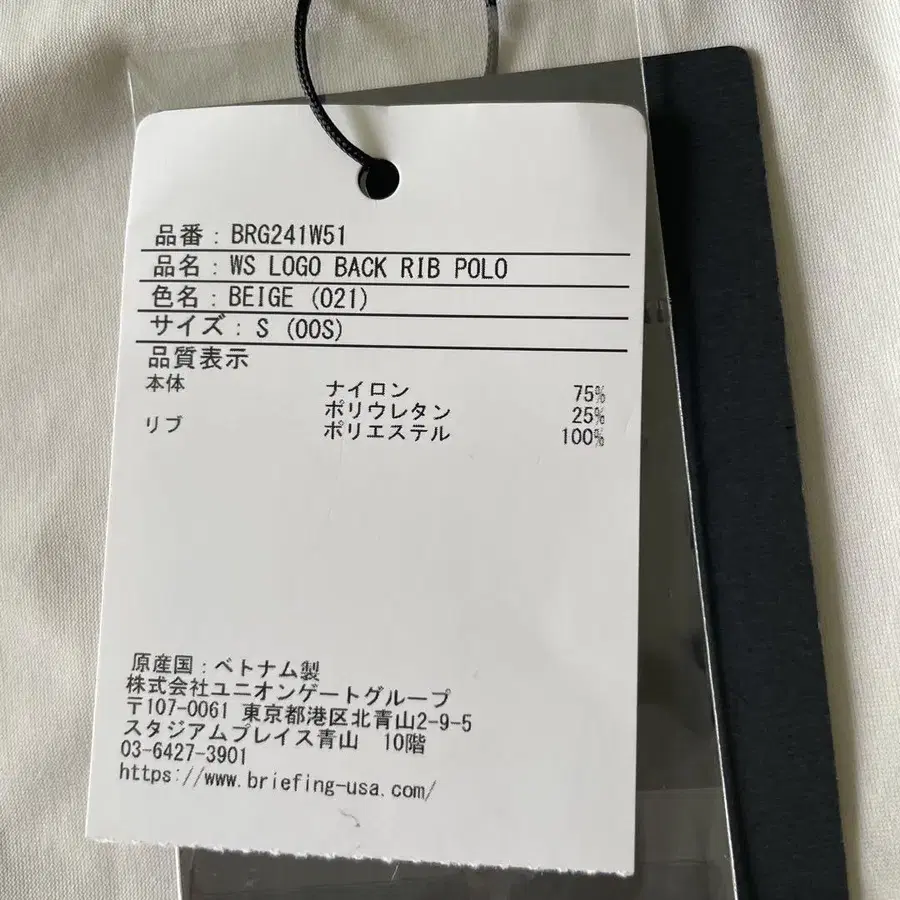 品番：BRG241W51
品名：WS LOGO BACK RIB POLO
色名：BEIGE (021)
サイズ：S (00S)
品質表示
本体 ナイロン 75%
ポリウレタン 25%
リブ ポリエステル 100%
原産国：ベトナム製
株式会社ユニオンゲートグループ
〒107-0061 東京都港区北青山2-9-5
スタジアムプレイス青山 10階
03-6427-3901
https://www.briefing-usa.com/